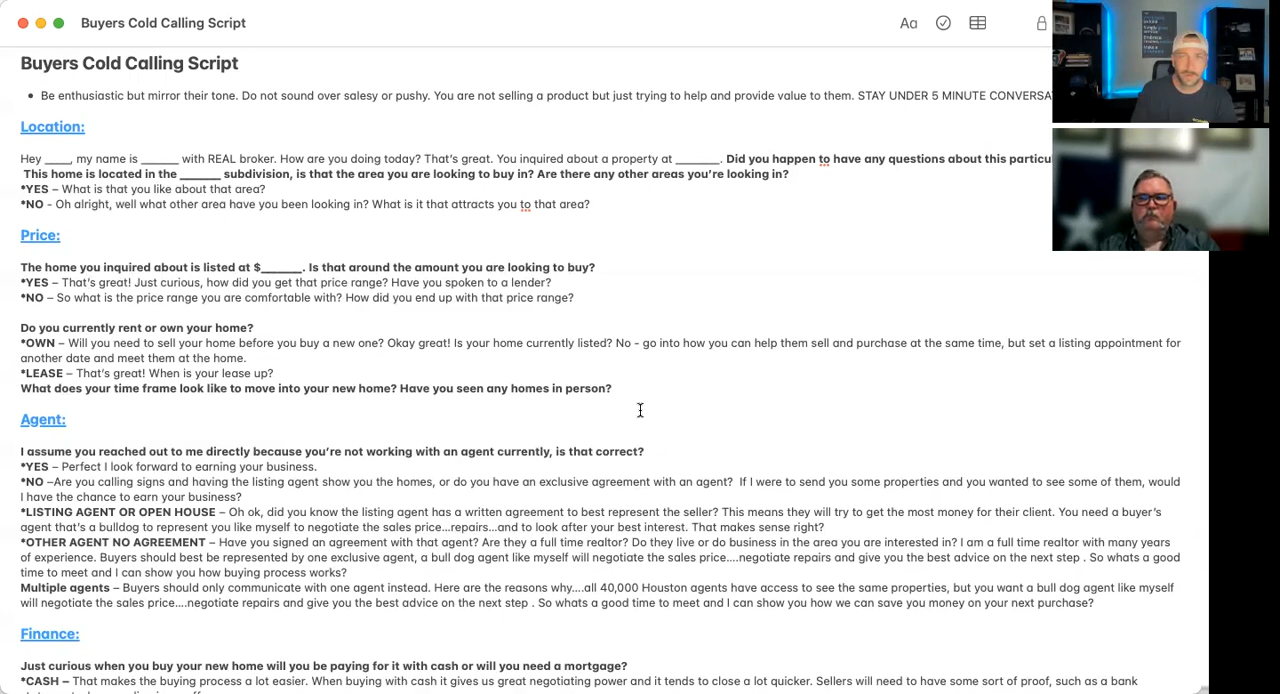 Buyers Cold Calling Script
Aa
Buyers Cold Calling Script
• Be enthusiastic but mirror their tone. Do not sound over salesy or pushy. You are not selling a product but just trying to help and provide value to them. STAY UNDER 5 MINUTE
Location:
Hey ____, my name is ______ with REAL broker. How are you doing today? That's great. You inquired about a property at _______. Did you happen to have any questions about this
This home is located in the ______ subdivision, is that the area you are looking to buy in? Are there any other areas you're looking in?
*YES – What is that you like about that area?
*NO - Oh alright, well what other area have you been looking in? What is it that attracts you to that area?
Price:
The home you inquired about is listed at $______. Is that around the amount you are looking to buy?
*YES – That's great! Just curious, how did you get that price range? Have you spoken to a lender?
*NO – So what is the price range you are comfortable with? How did you end up with that price range?
Do you currently rent or own your home?
*OWN – Will you need to sell your home before you buy a new one? Okay great! Is your home currently listed? No - go into how you can help them sell and purchase at the same time, but set a listing appointment for
another date and meet them at the home.
*LEASE – That's great! When is your lease up?
What does your time frame look like to move into your new home? Have you seen any homes in person?
Agent:
I assume you reached out to me directly because you're not working with an agent currently, is that correct?
*YES – Perfect I look forward to earning your business.
*NO –Are you calling signs and having the listing agent show you the homes, or do you have an exclusive agreement with an agent?  If I were to send you some properties and you wanted to see some of them, would
I have the chance to earn your business?
*LISTING AGENT OR OPEN HOUSE – Oh ok, did you know the listing agent has a written agreement to best represent the seller? This means they will try to get the most money for their client. You need a buyer's
agent that's a bulldog to represent you like myself to negotiate the sales price...repairs...and to look after your best interest. That makes sense right?
*OTHER AGENT NO AGREEMENT – Have you signed an agreement with that agent? Are they a full time realtor? Do they live or do business in the area you are interested in? I am a full time realtor with many years
of experience. Buyers should best be represented by one exclusive agent, a bull dog agent like myself will negotiate the sales price....negotiate repairs and give you the best advice on the next step . So whats a good
time to meet and I can show you how buying process works?
Multiple agents – Buyers should only communicate with one agent instead. Here are the reasons why....all 40,000 Houston agents have access to see the same properties, but you want a bull dog agent like myself
will negotiate the sales price....negotiate repairs and give you the best advice on the next step . So whats a good time to meet and I can show you how we can save you money on your next purchase?
Finance:
Just curious when you buy your new home will you be paying for it with cash or will you need a mortgage?
*CASH – That makes the buying process a lot easier. When buying with cash it gives us great negotiating power and it tends to close a lot quicker. Sellers will need to have some sort of proof, such as a bank